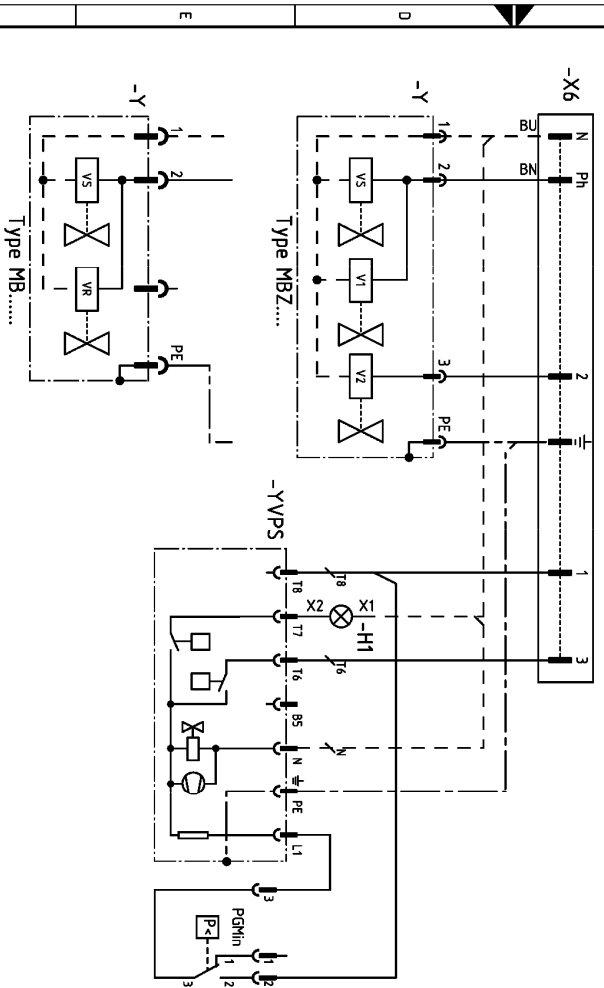 E
D
-X6
N
Ph
2
1
3
BU
BN
-Y
1
2
3
PE
VS
V1
V2
Type MBZ....
-Y
1
2
PE
VS
VR
Type MB......
-YVPS
T8
T7
T6
B5
N
PE
L1
T8
X2
X1
-H1
T6
N
3
PGMin
P<
1
2
1
2
3